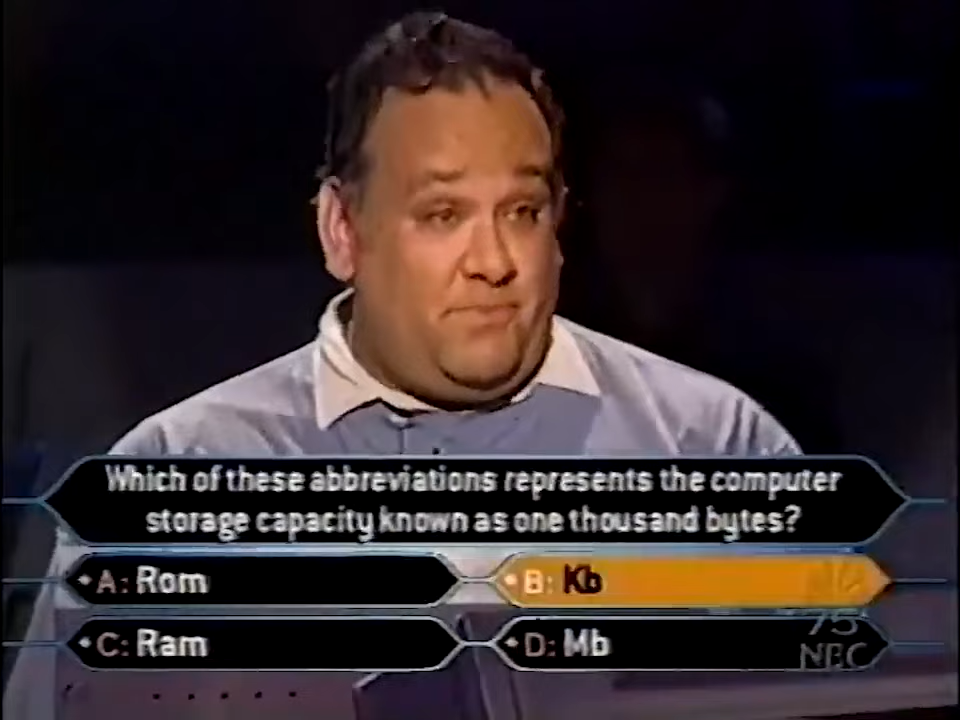 Which of these abbreviations represents the computer
storage capacity known as one thousand bytes?
A: Rom
B: Kb
C: Ram
D: Mb
75
NBC